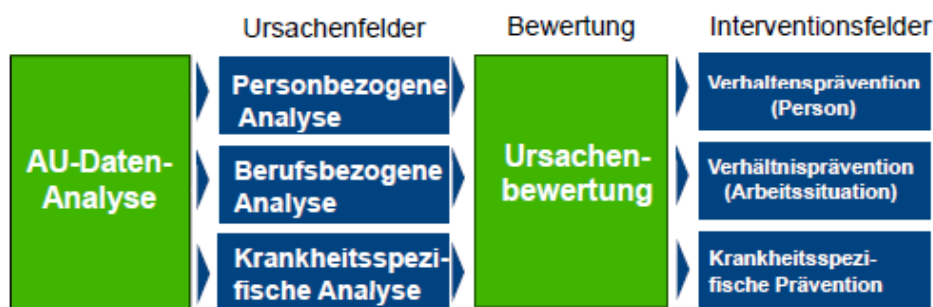 Ursachenfelder
Bewertung
Interventionsfelder
AU-Daten-
Analyse
Personbezogene
Analyse
Berufsbezogene
Analyse
Krankheitsspezi-
fische Analyse
Ursachen-
bewertung
Verhaltensprävention
(Person)
Verhältnisprävention
(Arbeitssituation)
Krankheitsspezi-
fische Prävention